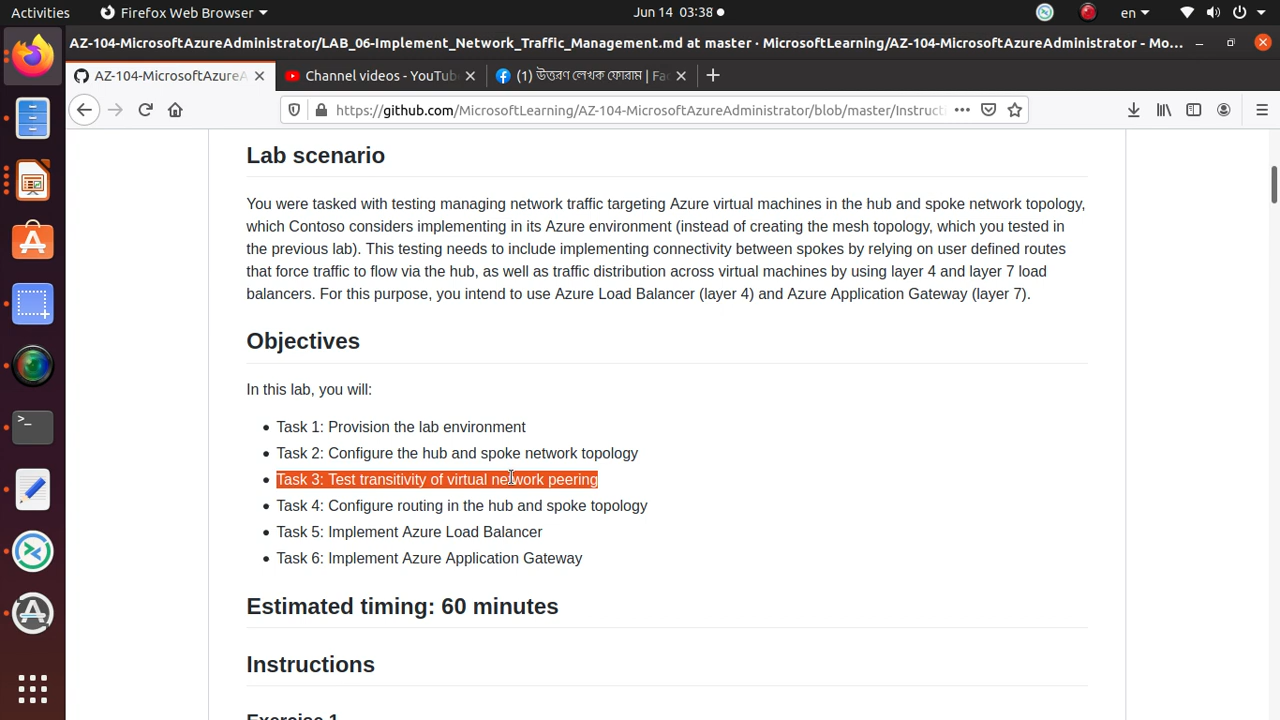 Activities
Firefox Web Browser
Jun 14 03:38
en
AZ-104-MicrosoftAzureAdministrator/LAB_06-Implement_Network_Traffic_Management.md at master · MicrosoftLearning/AZ-104-MicrosoftAzureAdministrator - Mo...
AZ-104-MicrosoftAzureA
Channel videos - YouTub
(1) উত্তরণ লেখক ফোরাম | Fac
https://github.com/MicrosoftLearning/AZ-104-MicrosoftAzureAdministrator/blob/master/Instructi
Lab scenario
You were tasked with testing managing network traffic targeting Azure virtual machines in the hub and spoke network topology,
which Contoso considers implementing in its Azure environment (instead of creating the mesh topology, which you tested in
the previous lab). This testing needs to include implementing connectivity between spokes by relying on user defined routes
that force traffic to flow via the hub, as well as traffic distribution across virtual machines by using layer 4 and layer 7 load
balancers. For this purpose, you intend to use Azure Load Balancer (layer 4) and Azure Application Gateway (layer 7).
Objectives
In this lab, you will:
Task 1: Provision the lab environment
Task 2: Configure the hub and spoke network topology
Task 3: Test transitivity of virtual network peering
Task 4: Configure routing in the hub and spoke topology
Task 5: Implement Azure Load Balancer
Task 6: Implement Azure Application Gateway
Estimated timing: 60 minutes
Instructions
Exercise 1